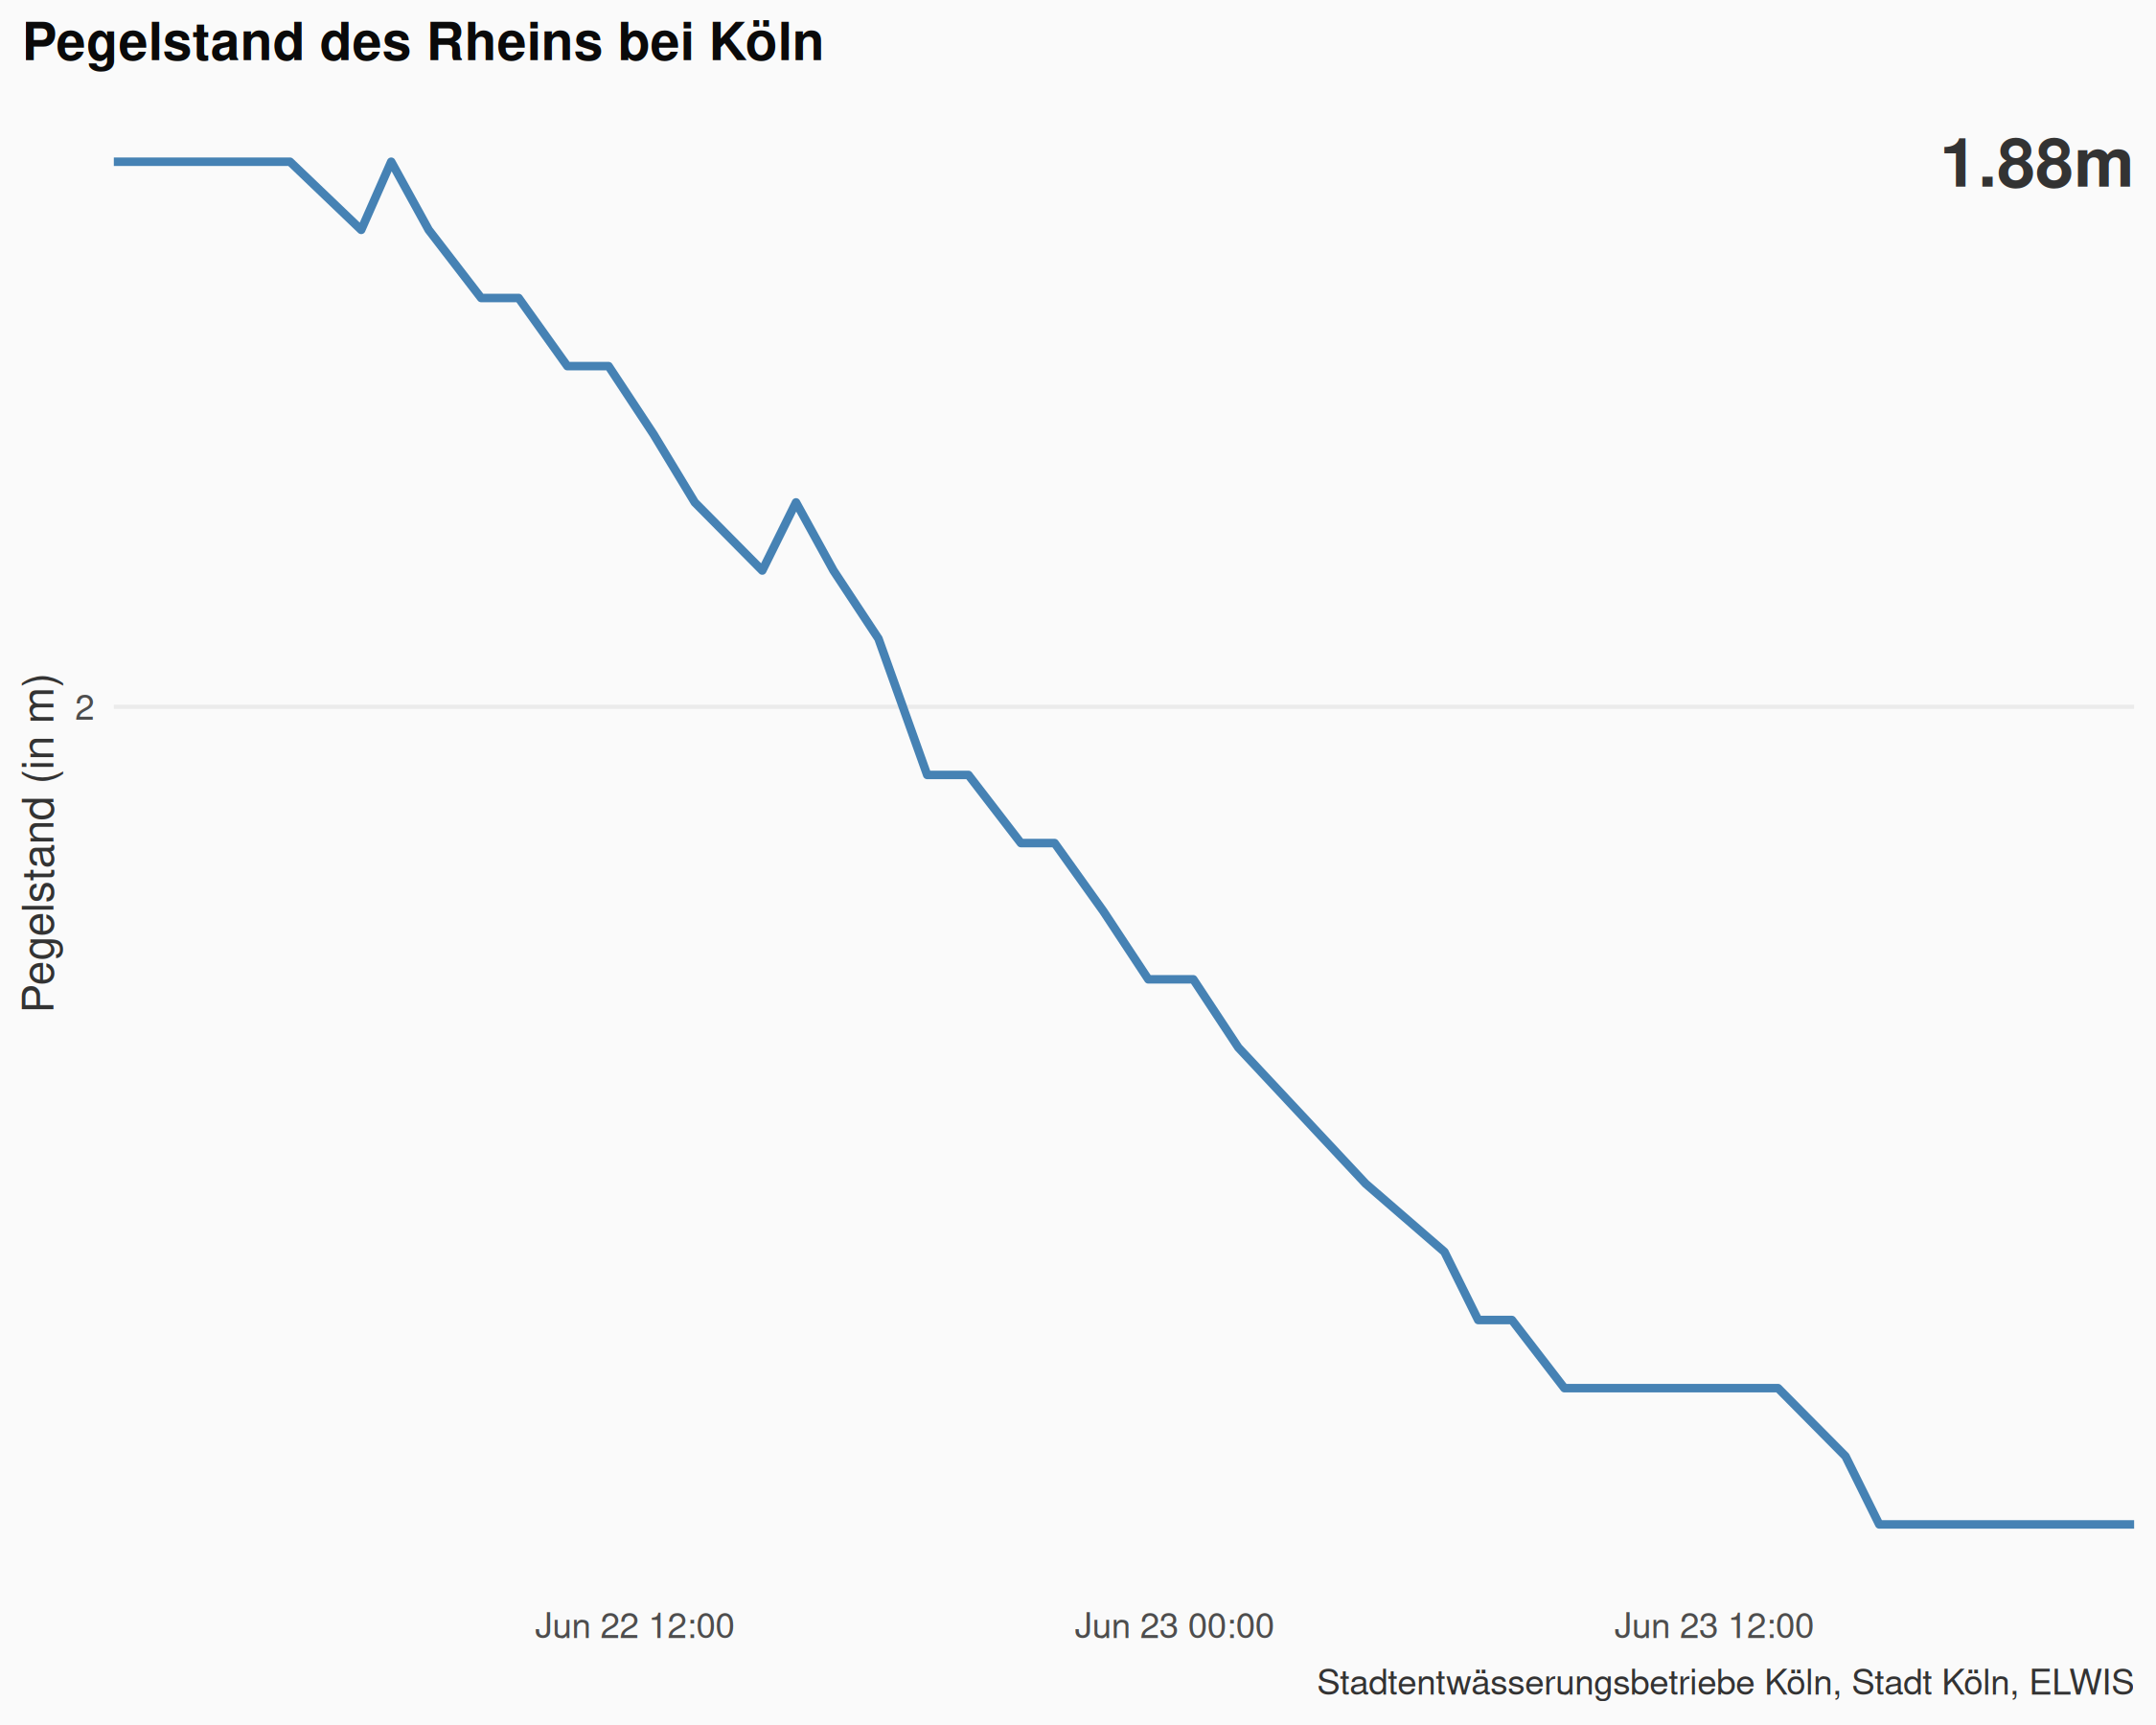 Pegelstand des Rheins bei Köln
1.88m
Pegelstand (in m)
2
Jun 22 12:00
Jun 23 00:00
Jun 23 12:00
Stadtentwässerungsbetriebe Köln, Stadt Köln, ELWIS